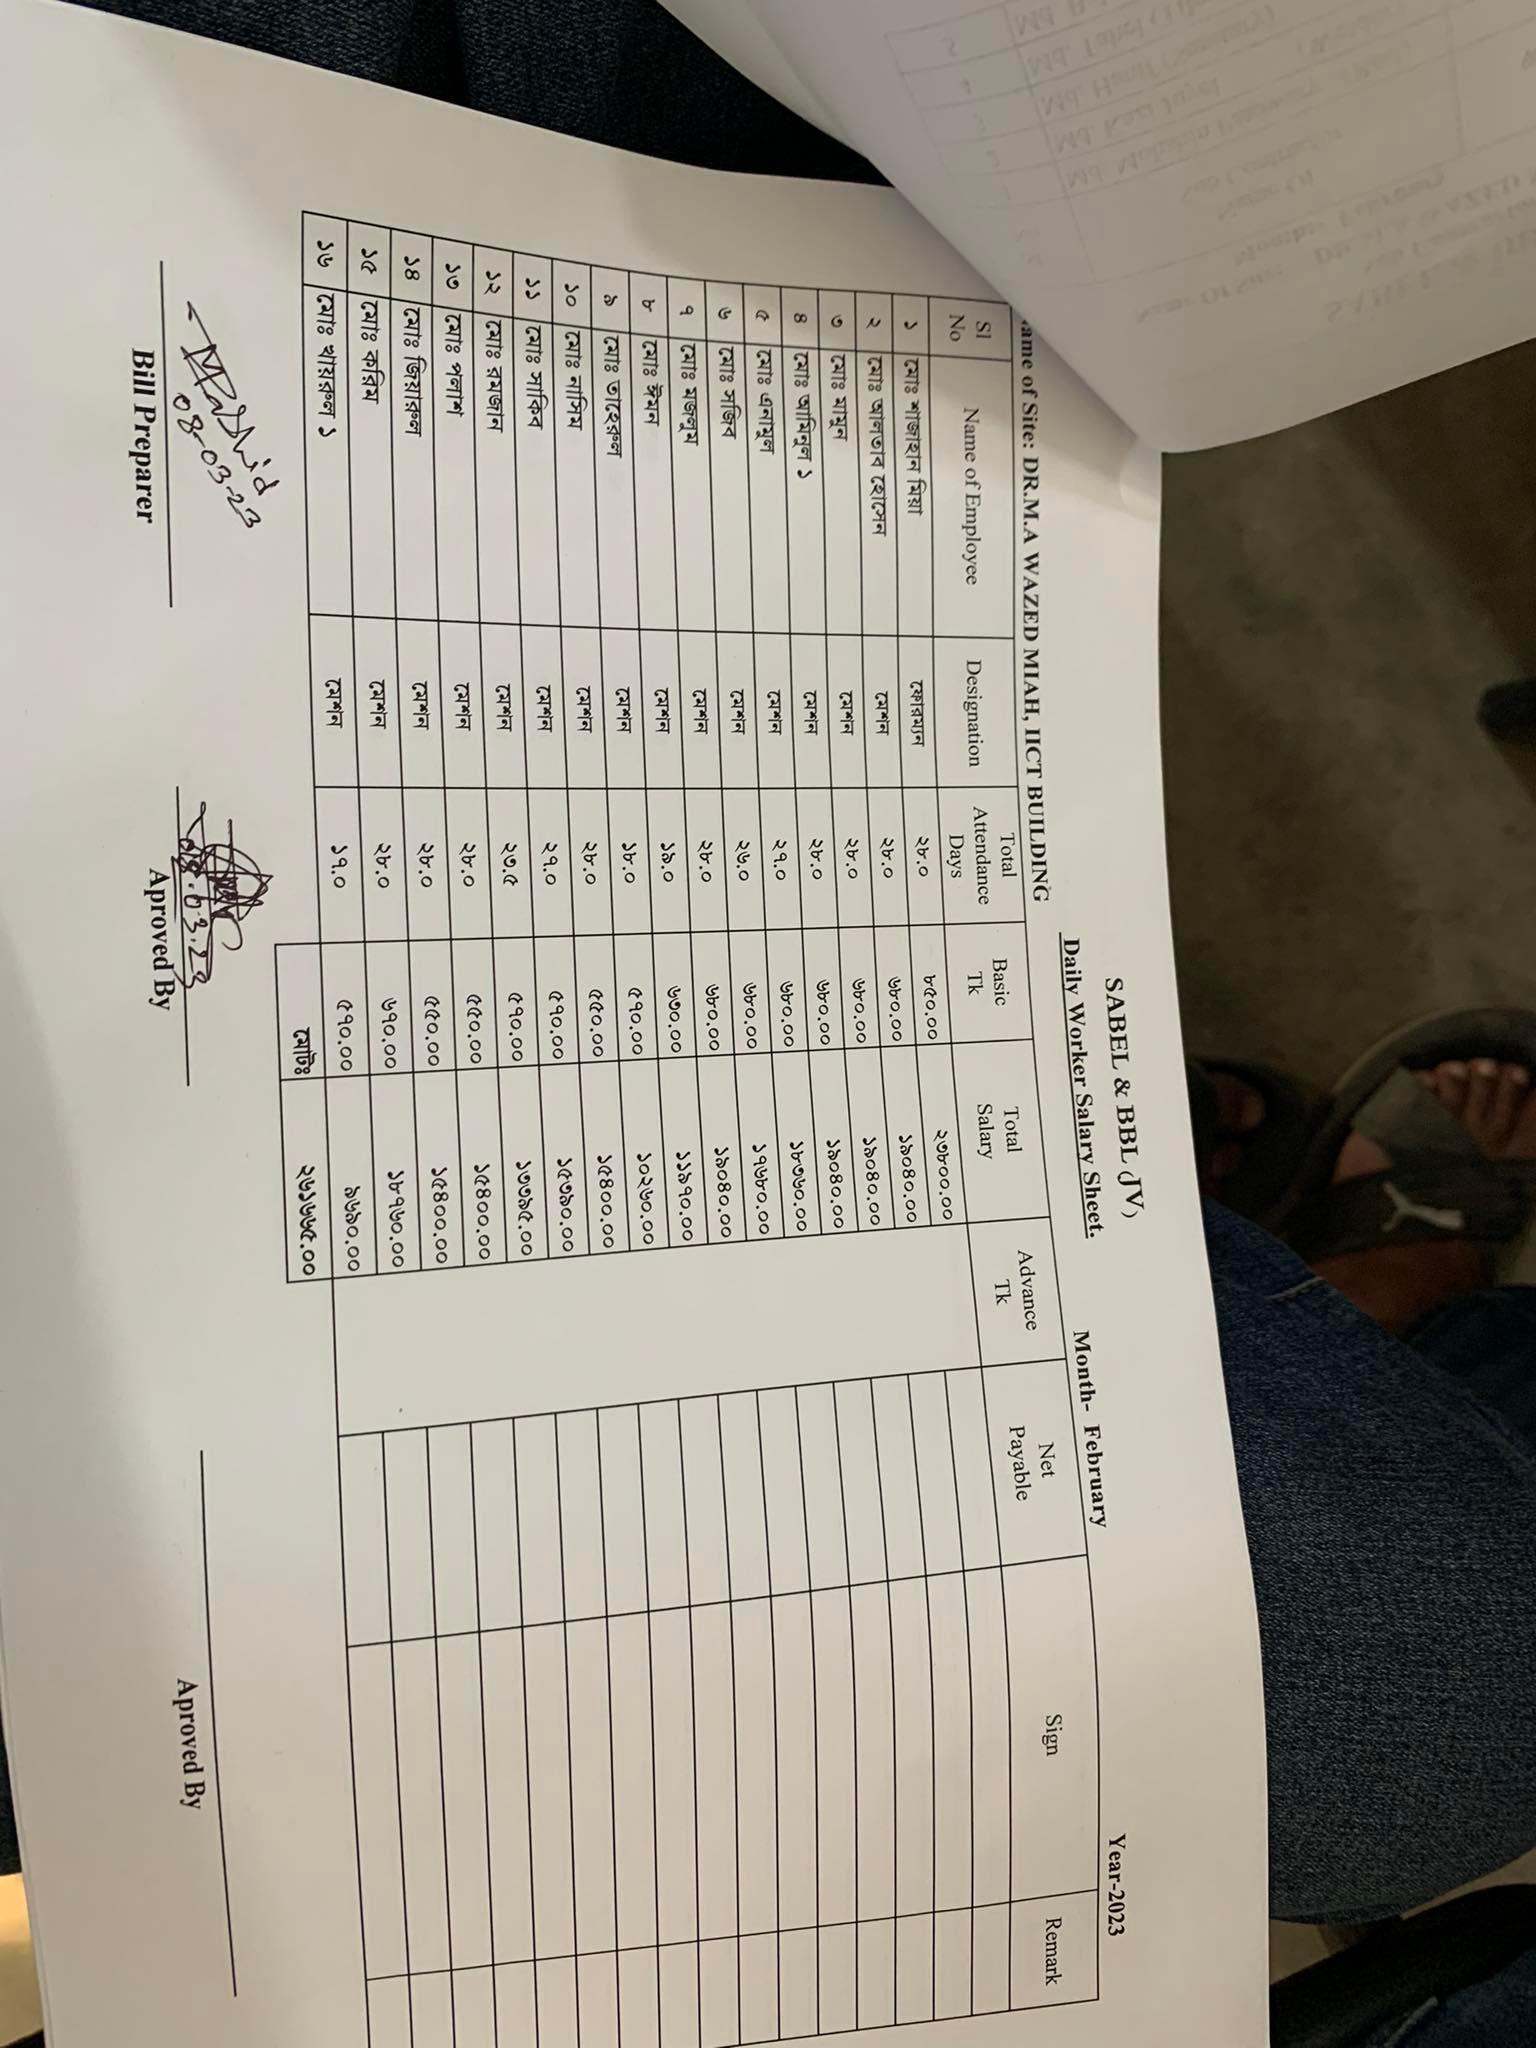 SABEL & BBL (JV)
Daily Worker Salary Sheet.
Month- February
Year-2023
ame of Site: DR.M.A WAZED MIAH, IICT BUILDING
Sl No Name of Employee Designation Total Attendance Days Basic Tk Total Salary Advance Tk Net Payable Sign Remark
১ মোঃ শাজাহান মিয়া ফোরম্যন ২৮.০ ৮৫০.০০ ২৩৮০০.০০
২ মোঃ আলতাব হোসেন মেশন ২৮.০ ৬৮০.০০ ১৯০৪০.০০
৩ মোঃ মামুন মেশন ২৮.০ ৬৮০.০০ ১৯০৪০.০০
৪ মোঃ আমিনুল ১ মেশন ২৮.০ ৬৮০.০০ ১৯০৪০.০০
৫ মোঃ এনামুল মেশন ২৭.০ ৬৮০.০০ ১৮৩৬০.০০
৬ মোঃ সজিব মেশন ২৬.০ ৬৮০.০০ ১৭৬৮০.০০
৭ মোঃ মজলুম মেশন ২৮.০ ৬৮০.০০ ১৯০৪০.০০
৮ মোঃ ঈমন মেশন ১৯.০ ৬৩০.০০ ১১৯৭০.০০
৯ মোঃ তাহেরুল মেশন ১৮.০ ৫৭০.০০ ১০২৬০.০০
১০ মোঃ নাসিম মেশন ২৮.০ ৫৫০.০০ ১৫৪০০.০০
১১ মোঃ সাকিব মেশন ২৭.০ ৫৭০.০০ ১৫৩৯০.০০
১২ মোঃ রমজান মেশন ২৩.৫ ৫৭০.০০ ১৩৩৯৫.০০
১৩ মোঃ পলাশ মেশন ২৮.০ ৫৫০.০০ ১৫৪০০.০০
১৪ মোঃ জিয়ারুল মেশন ২৮.০ ৫৫০.০০ ১৫৪০০.০০
১৫ মোঃ করিম মেশন ২৮.০ ৬৭০.০০ ১৮৭৬০.০০
১৬ মোঃ খায়রুল ১ মেশন ১৭.০ ৫৭০.০০ ৯৬৯০.০০
মোটঃ ২৬১৬৬৫.০০
Rashid
08-03-23
08.03.23
Bill Preparer
Aproved By
Aproved By